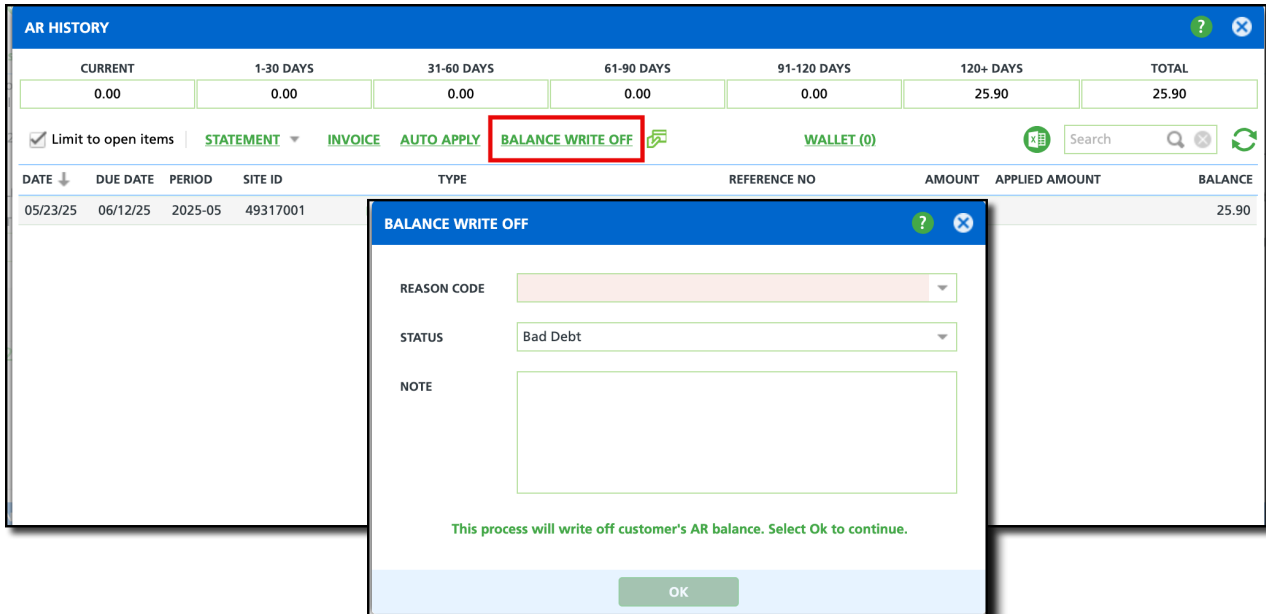 AR HISTORY
?
CURRENT 1-30 DAYS 31-60 DAYS 61-90 DAYS 91-120 DAYS 120+ DAYS TOTAL
0.00 0.00 0.00 0.00 0.00 25.90 25.90
Limit to open items STATEMENT INVOICE AUTO APPLY BALANCE WRITE OFF WALLET (0) Search
DATE DUE DATE PERIOD SITE ID TYPE REFERENCE NO AMOUNT APPLIED AMOUNT BALANCE
05/23/25 06/12/25 2025-05 49317001 25.90
BALANCE WRITE OFF
?
REASON CODE
STATUS Bad Debt
NOTE
This process will write off customer's AR balance. Select Ok to continue.
OK